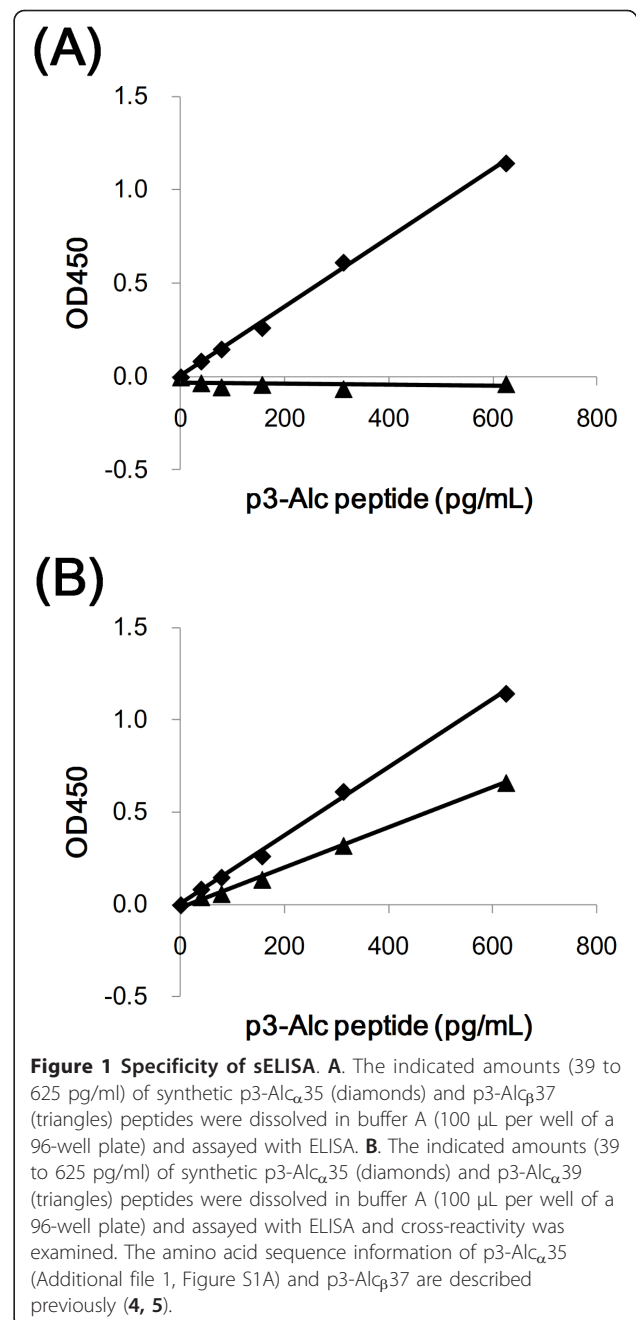 (A)
1.5
1.0
0.5
0.0
-0.5
OD450
0 200 400 600 800
p3-Alc peptide (pg/mL)
(B)
1.5
1.0
0.5
0.0
-0.5
OD450
0 200 400 600 800
p3-Alc peptide (pg/mL)
Figure 1 Specificity of sELISA. A. The indicated amounts (39 to
625 pg/ml) of synthetic p3-Alcα35 (diamonds) and p3-Alcβ37
(triangles) peptides were dissolved in buffer A (100 μL per well of a
96-well plate) and assayed with ELISA. B. The indicated amounts (39
to 625 pg/ml) of synthetic p3-Alcα35 (diamonds) and p3-Alcα39
(triangles) peptides were dissolved in buffer A (100 μL per well of a
96-well plate) and assayed with ELISA and cross-reactivity was
examined. The amino acid sequence information of p3-Alcα35
(Additional file 1, Figure S1A) and p3-Alcβ37 are described
previously (4, 5).